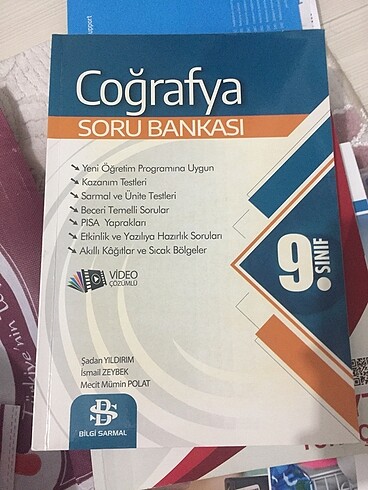 support
Coğrafya
SORU BANKASI
Yeni Öğretim Programına Uygun
Kazanım Testleri
Sarmal ve Ünite Testleri
Beceri Temelli Sorular
PISA Yaprakları
Etkinlik ve Yazılıya Hazırlık Soruları
Akıllı Kâğıtlar ve Sıcak Bölgeler
9. SINIF
VİDEO
ÇÖZÜMLÜ
Şadan YILDIRIM
İsmail ZEYBEK
Mecit Mümin POLAT
BS
BİLGİ SARMAL